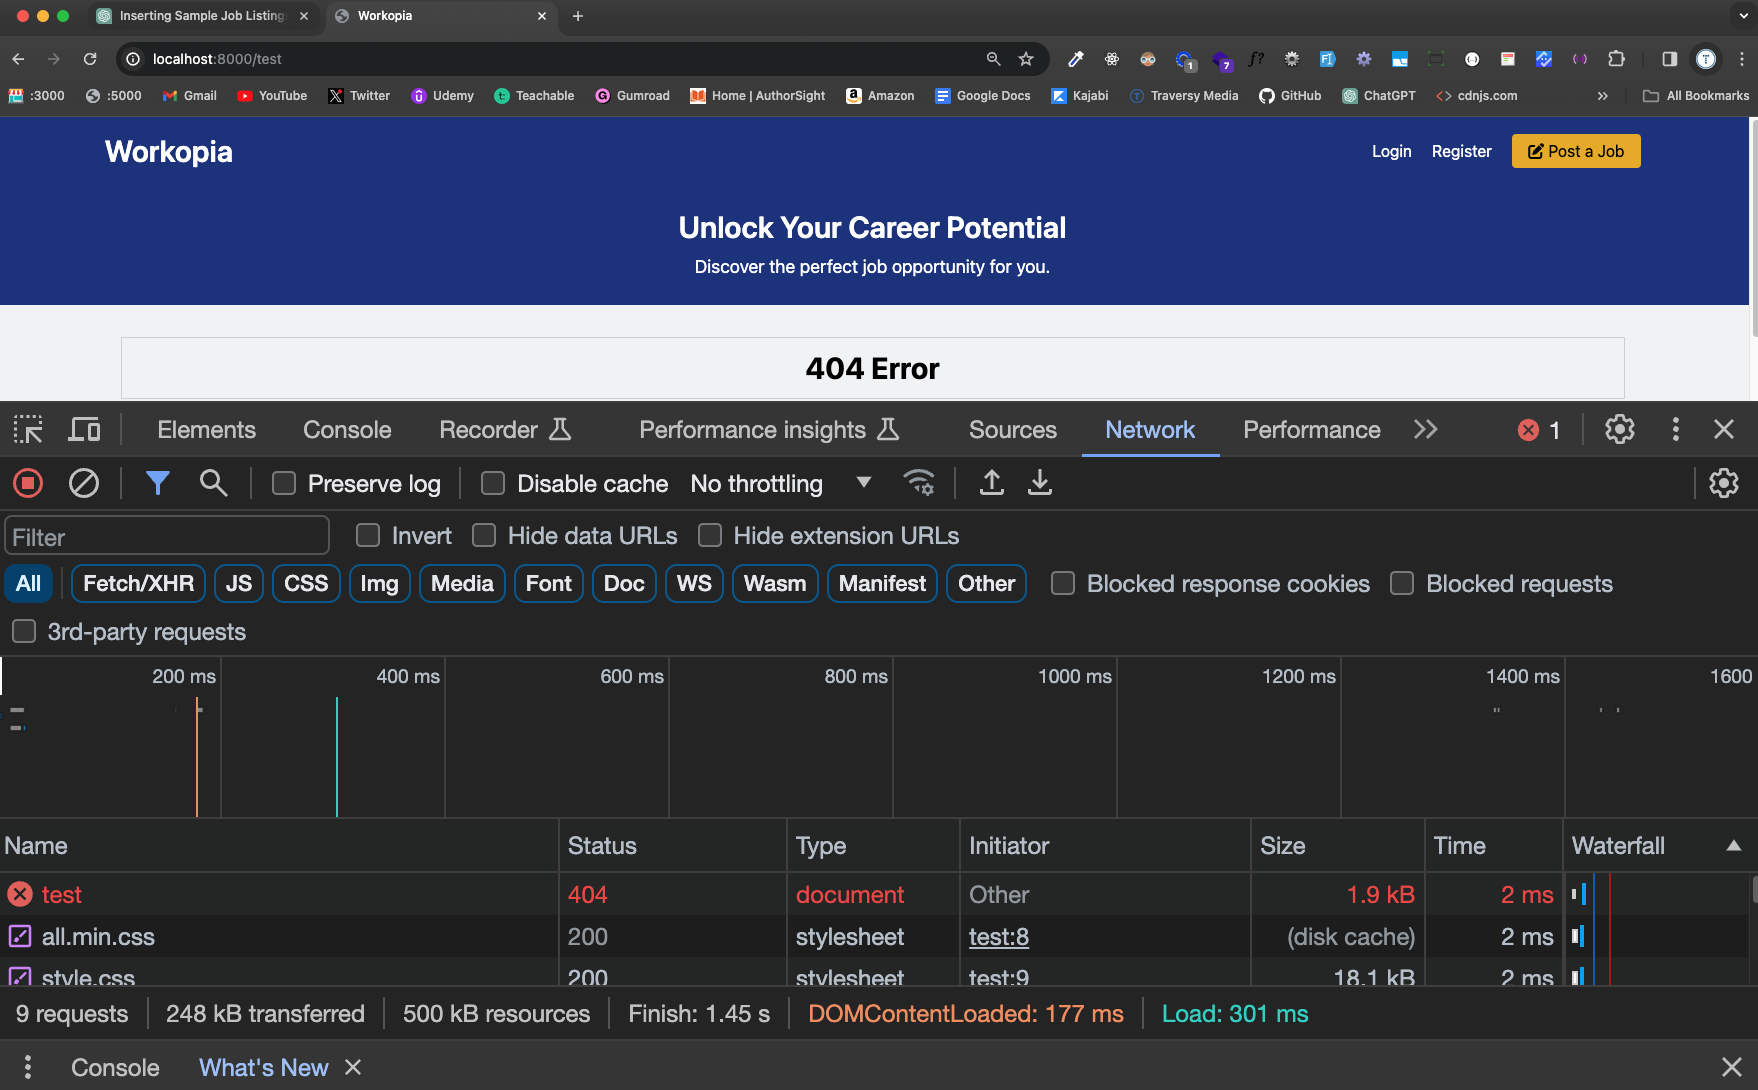 Inserting Sample Job Listing
Workopia
localhost:8000/test
1
7
f?
FI
T
:3000
:5000
Gmail
YouTube
Twitter
Udemy
Teachable
Gumroad
Home | AuthorSight
Amazon
Google Docs
Kajabi
Traversy Media
GitHub
ChatGPT
cdnjs.com
All Bookmarks
Workopia
Login
Register
Post a Job
Unlock Your Career Potential
Discover the perfect job opportunity for you.
404 Error
Elements
Console
Recorder
Performance insights
Sources
Network
Performance
1
Preserve log
Disable cache
No throttling
Filter
Invert
Hide data URLs
Hide extension URLs
All
Fetch/XHR
JS
CSS
Img
Media
Font
Doc
WS
Wasm
Manifest
Other
Blocked response cookies
Blocked requests
3rd-party requests
200 ms
400 ms
600 ms
800 ms
1000 ms
1200 ms
1400 ms
1600
Name Status Type Initiator Size Time Waterfall
test 404 document Other 1.9 kB 2 ms
all.min.css 200 stylesheet test:8 (disk cache) 2 ms
style.css 200 stylesheet test:9 18.1 kB 2 ms
9 requests
248 kB transferred
500 kB resources
Finish: 1.45 s
DOMContentLoaded: 177 ms
Load: 301 ms
Console
What's New